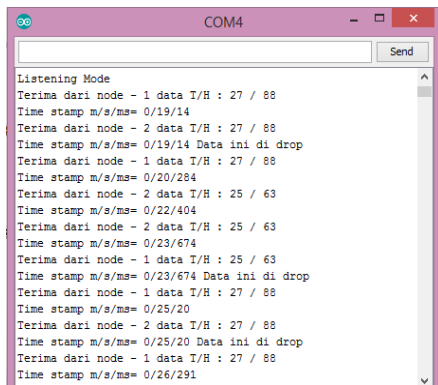 COM4
Send
Listening Mode
Terima dari node - 1 data T/H : 27 / 88
Time stamp m/s/ms= 0/19/14
Terima dari node - 2 data T/H : 27 / 88
Time stamp m/s/ms= 0/19/14 Data ini di drop
Terima dari node - 1 data T/H : 27 / 88
Time stamp m/s/ms= 0/20/284
Terima dari node - 2 data T/H : 25 / 63
Time stamp m/s/ms= 0/22/404
Terima dari node - 2 data T/H : 25 / 63
Time stamp m/s/ms= 0/23/674
Terima dari node - 1 data T/H : 25 / 63
Time stamp m/s/ms= 0/23/674 Data ini di drop
Terima dari node - 1 data T/H : 27 / 88
Time stamp m/s/ms= 0/25/20
Terima dari node - 2 data T/H : 27 / 88
Time stamp m/s/ms= 0/25/20 Data ini di drop
Terima dari node - 1 data T/H : 27 / 88
Time stamp m/s/ms= 0/26/291